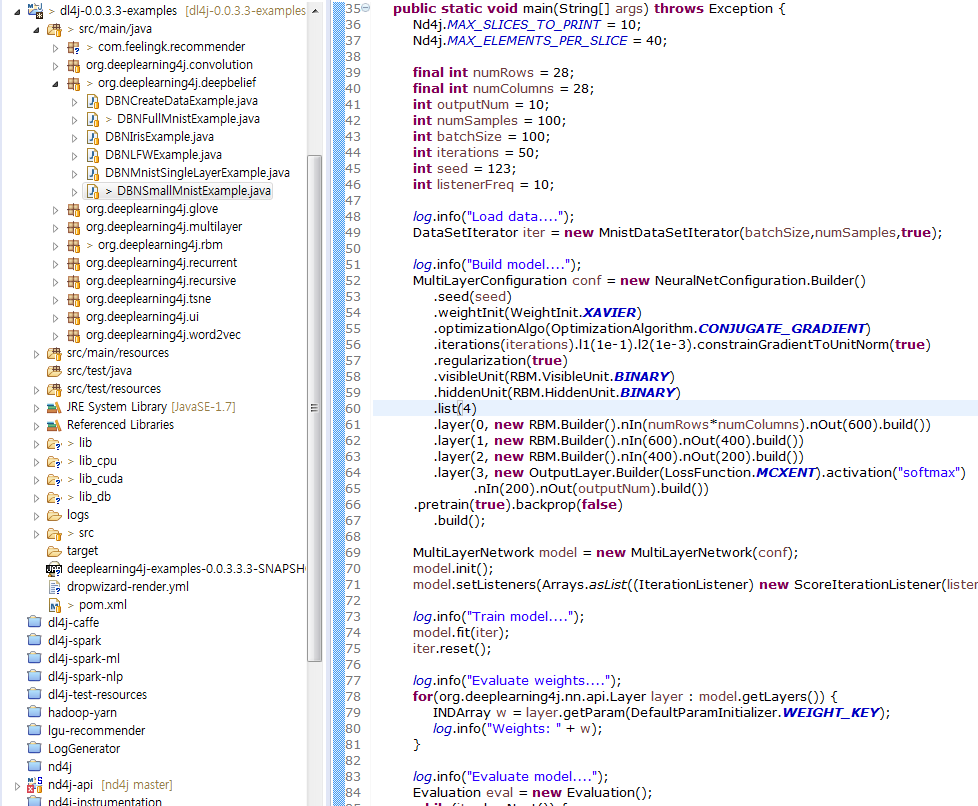 dl4j-0.0.3.3-examples [dl4j-0.0.3.3-examples
> src/main/java
> com.feelingk.recommender
org.deeplearning4j.convolution
> org.deeplearning4j.deepbelief
DBNCreateDataExample.java
> DBNFullMnistExample.java
DBNIrisExample.java
DBNLFWExample.java
DBNMnistSingleLayerExample.java
> DBNSmallMnistExample.java
org.deeplearning4j.glove
org.deeplearning4j.multilayer
> org.deeplearning4j.rbm
org.deeplearning4j.recurrent
org.deeplearning4j.recursive
org.deeplearning4j.tsne
org.deeplearning4j.ui
org.deeplearning4j.word2vec
src/main/resources
src/test/java
src/test/resources
JRE System Library [JavaSE-1.7]
Referenced Libraries
> lib
> lib_cpu
> lib_cuda
> lib_db
logs
> src
target
deeplearning4j-examples-0.0.3.3.3-SNAPSH
dropwizard-render.yml
> pom.xml
dl4j-caffe
dl4j-spark
dl4j-spark-ml
dl4j-spark-nlp
dl4j-test-resources
hadoop-yarn
lgu-recommender
LogGenerator
nd4j
nd4j-api [nd4j master]
nd4j-instrumentation
35 public static void main(String[] args) throws Exception {
36 Nd4j.MAX_SLICES_TO_PRINT = 10;
37 Nd4j.MAX_ELEMENTS_PER_SLICE = 40;
38
39 final int numRows = 28;
40 final int numColumns = 28;
41 int outputNum = 10;
42 int numSamples = 100;
43 int batchSize = 100;
44 int iterations = 50;
45 int seed = 123;
46 int listenerFreq = 10;
47
48 log.info("Load data....");
49 DataSetIterator iter = new MnistDataSetIterator(batchSize,numSamples,true);
50
51 log.info("Build model....");
52 MultiLayerConfiguration conf = new NeuralNetConfiguration.Builder()
53 .seed(seed)
54 .weightInit(WeightInit.XAVIER)
55 .optimizationAlgo(OptimizationAlgorithm.CONJUGATE_GRADIENT)
56 .iterations(iterations).l1(1e-1).l2(1e-3).constrainGradientToUnitNorm(true)
57 .regularization(true)
58 .visibleUnit(RBM.VisibleUnit.BINARY)
59 .hiddenUnit(RBM.HiddenUnit.BINARY)
60 .list(4)
61 .layer(0, new RBM.Builder().nIn(numRows*numColumns).nOut(600).build())
62 .layer(1, new RBM.Builder().nIn(600).nOut(400).build())
63 .layer(2, new RBM.Builder().nIn(400).nOut(200).build())
64 .layer(3, new OutputLayer.Builder(LossFunction.MCXENT).activation("softmax")
65 .nIn(200).nOut(outputNum).build())
66 .pretrain(true).backprop(false)
67 .build();
68
69 MultiLayerNetwork model = new MultiLayerNetwork(conf);
70 model.init();
71 model.setListeners(Arrays.asList((IterationListener) new ScoreIterationListener(listen
72
73 log.info("Train model....");
74 model.fit(iter);
75 iter.reset();
76
77 log.info("Evaluate weights....");
78 for(org.deeplearning4j.nn.api.Layer layer : model.getLayers()) {
79 INDArray w = layer.getParam(DefaultParamInitializer.WEIGHT_KEY);
80 log.info("Weights: " + w);
81 }
82
83 log.info("Evaluate model....");
84 Evaluation eval = new Evaluation();